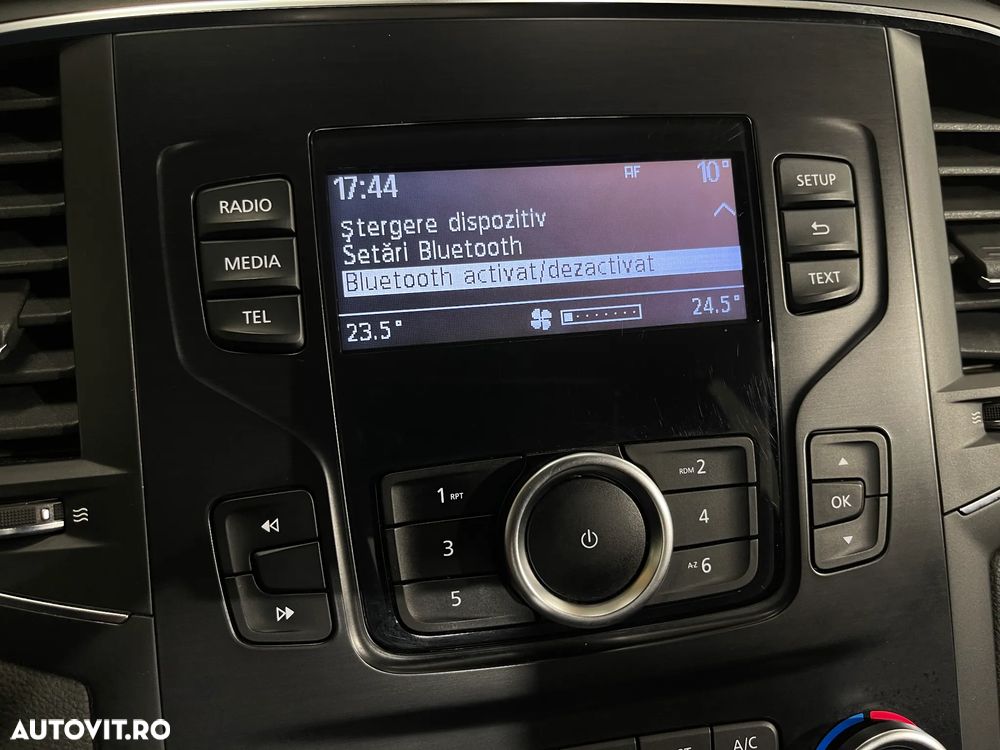 17:44 AF 10°
Ștergere dispozitiv
Setări Bluetooth
Bluetooth activat/dezactivat
23.5° 24.5°
RADIO
MEDIA
TEL
SETUP
TEXT
1 RPT
RDM 2
3
4
5
A-Z 6
OK
A/C
AUTOVIT.RO